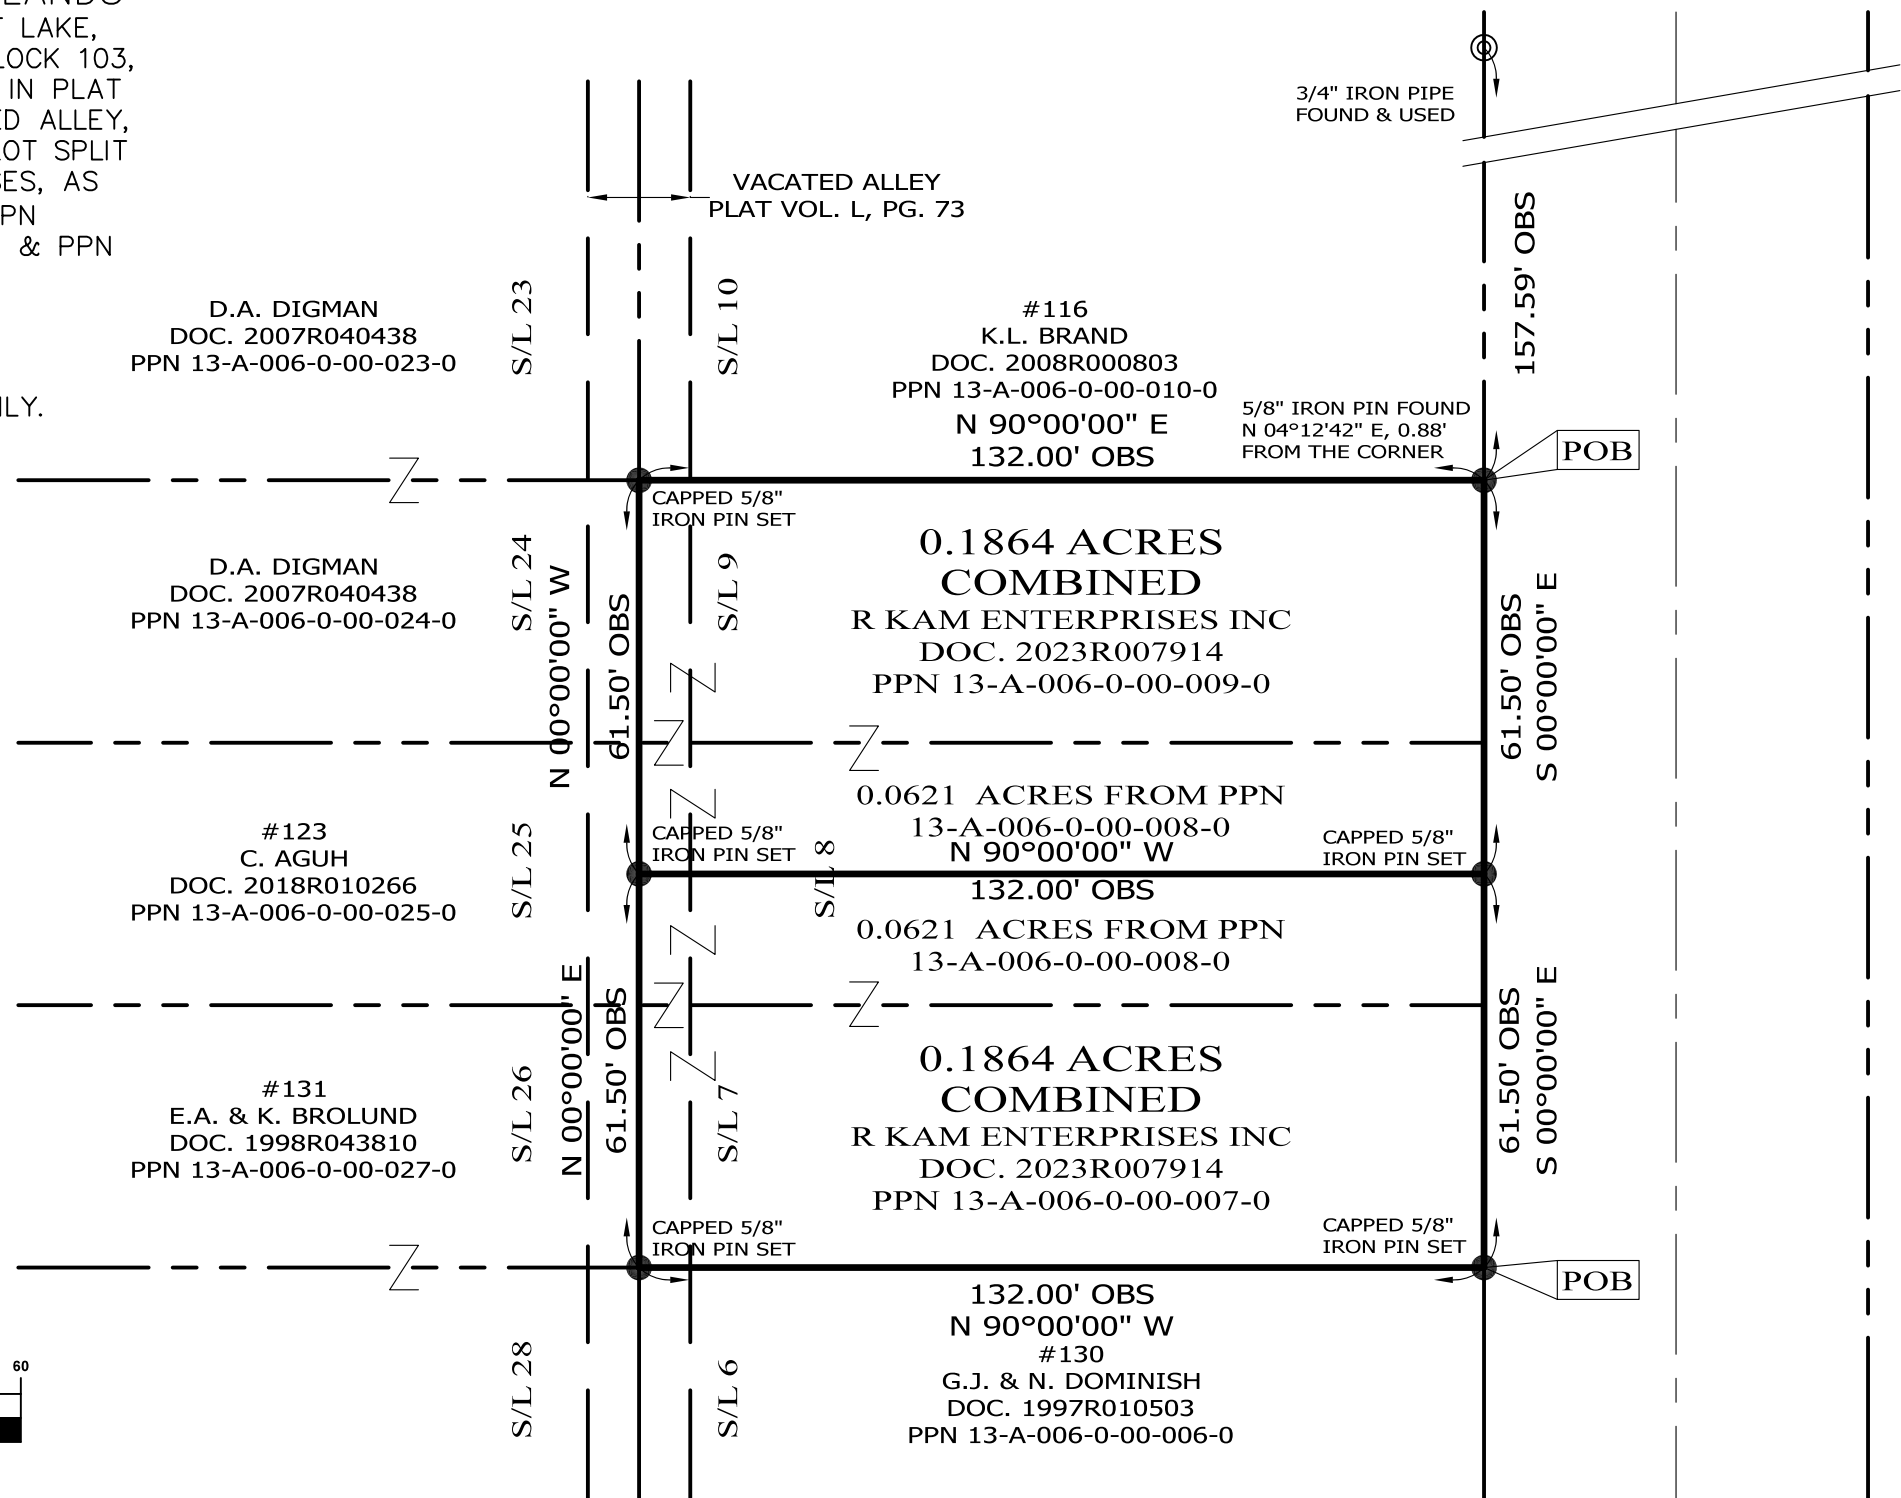 LAKE,
LOCK 103,
IN PLAT
ED ALLEY,
LOT SPLIT
SES, AS
PPN
& PPN
NLY.
3/4" IRON PIPE
FOUND & USED
VACATED ALLEY
PLAT VOL. L, PG. 73
157.59' OBS
D.A. DIGMAN
DOC. 2007R040438
PPN 13-A-006-0-00-023-0
S/L 23
S/L 10
#116
K.L. BRAND
DOC. 2008R000803
PPN 13-A-006-0-00-010-0
N 90°00'00" E
132.00' OBS
5/8" IRON PIN FOUND
N 04°12'42" E, 0.88'
FROM THE CORNER
POB
CAPPED 5/8"
IRON PIN SET
D.A. DIGMAN
DOC. 2007R040438
PPN 13-A-006-0-00-024-0
S/L 24
N 00°00'00" W
61.50' OBS
S/L 9
0.1864 ACRES
COMBINED
R KAM ENTERPRISES INC
DOC. 2023R007914
PPN 13-A-006-0-00-009-0
61.50' OBS
S 00°00'00" E
0.0621 ACRES FROM PPN
13-A-006-0-00-008-0
#123
C. AGUH
DOC. 2018R010266
PPN 13-A-006-0-00-025-0
S/L 25
CAPPED 5/8"
IRON PIN SET
S/L 8
N 90°00'00" W
132.00' OBS
CAPPED 5/8"
IRON PIN SET
0.0621 ACRES FROM PPN
13-A-006-0-00-008-0
#131
E.A. & K. BROLUND
DOC. 1998R043810
PPN 13-A-006-0-00-027-0
S/L 26
N 00°00'00" E
61.50' OBS
S/L 7
0.1864 ACRES
COMBINED
R KAM ENTERPRISES INC
DOC. 2023R007914
PPN 13-A-006-0-00-007-0
61.50' OBS
S 00°00'00" E
CAPPED 5/8"
IRON PIN SET
CAPPED 5/8"
IRON PIN SET
POB
132.00' OBS
N 90°00'00" W
#130
G.J. & N. DOMINISH
DOC. 1997R010503
PPN 13-A-006-0-00-006-0
S/L 28
S/L 6
60